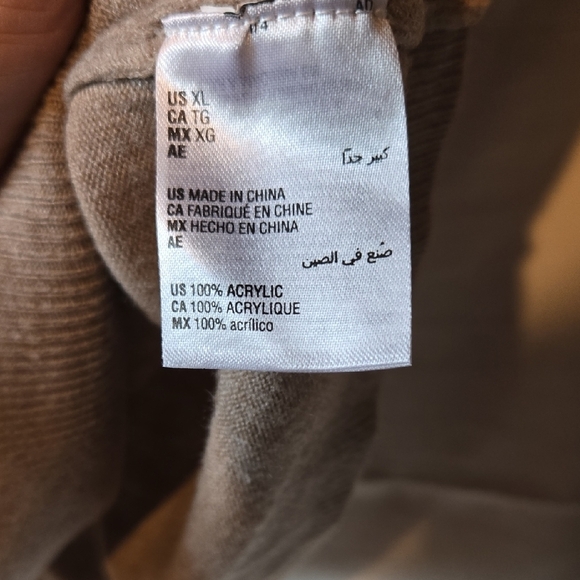 US XL
CA TG
MX XG
AE
كبير جداً
US MADE IN CHINA
CA FABRIQUÉ EN CHINE
MX HECHO EN CHINA
AE
صُنع في الصين
US 100% ACRYLIC
CA 100% ACRYLIQUE
MX 100% acrílico